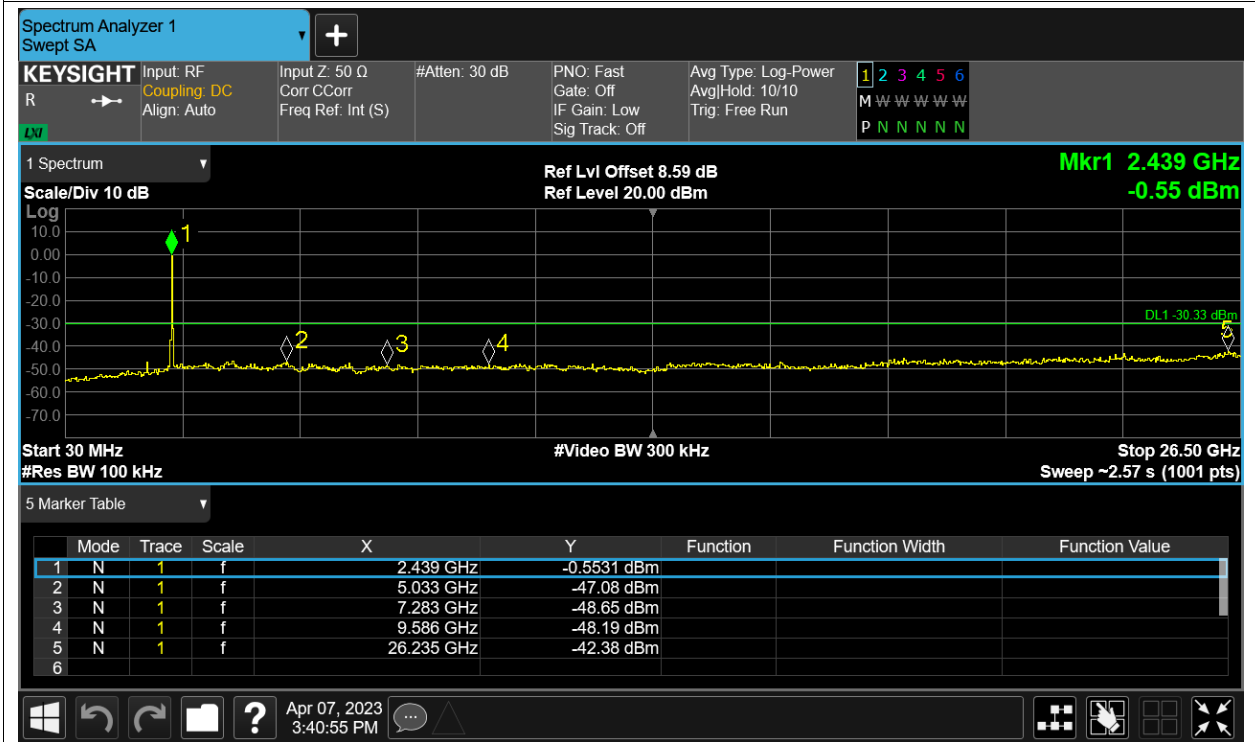 Spectrum Analyzer 1
Swept SA
+
KEYSIGHT
R
LXI
Input: RF
Coupling: DC
Align: Auto
Input Z: 50 Ω
Corr CCorr
Freq Ref: Int (S)
#Atten: 30 dB
PNO: Fast
Gate: Off
IF Gain: Low
Sig Track: Off
Avg Type: Log-Power
Avg|Hold: 10/10
Trig: Free Run
1 2 3 4 5 6
M W W W W W
P N N N N N
1 Spectrum
Scale/Div 10 dB
Ref Lvl Offset 8.59 dB
Ref Level 20.00 dBm
Mkr1 2.439 GHz
-0.55 dBm
Log
10.0
0.00
-10.0
-20.0
-30.0
-40.0
-50.0
-60.0
-70.0
1
2
3
4
5
DL1 -30.33 dBm
Start 30 MHz
#Res BW 100 kHz
#Video BW 300 kHz
Stop 26.50 GHz
Sweep ~2.57 s (1001 pts)
5 Marker Table
Mode Trace Scale X Y Function Function Width Function Value
1 N 1 f 2.439 GHz -0.5531 dBm
2 N 1 f 5.033 GHz -47.08 dBm
3 N 1 f 7.283 GHz -48.65 dBm
4 N 1 f 9.586 GHz -48.19 dBm
5 N 1 f 26.235 GHz -42.38 dBm
6
?
Apr 07, 2023
3:40:55 PM